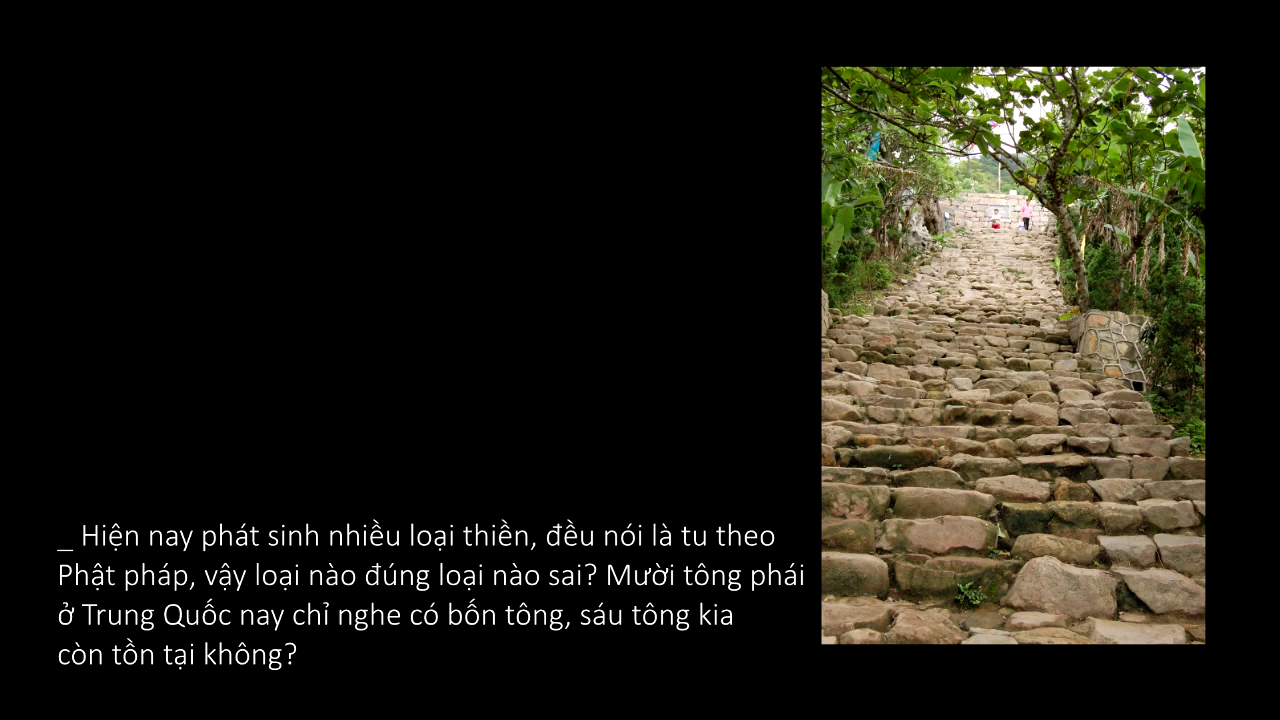 _ Hiện nay phát sinh nhiều loại thiền, đều nói là tu theo
Phật pháp, vậy loại nào đúng loại nào sai? Mười tông phái
ở Trung Quốc nay chỉ nghe có bốn tông, sáu tông kia
còn tồn tại không?